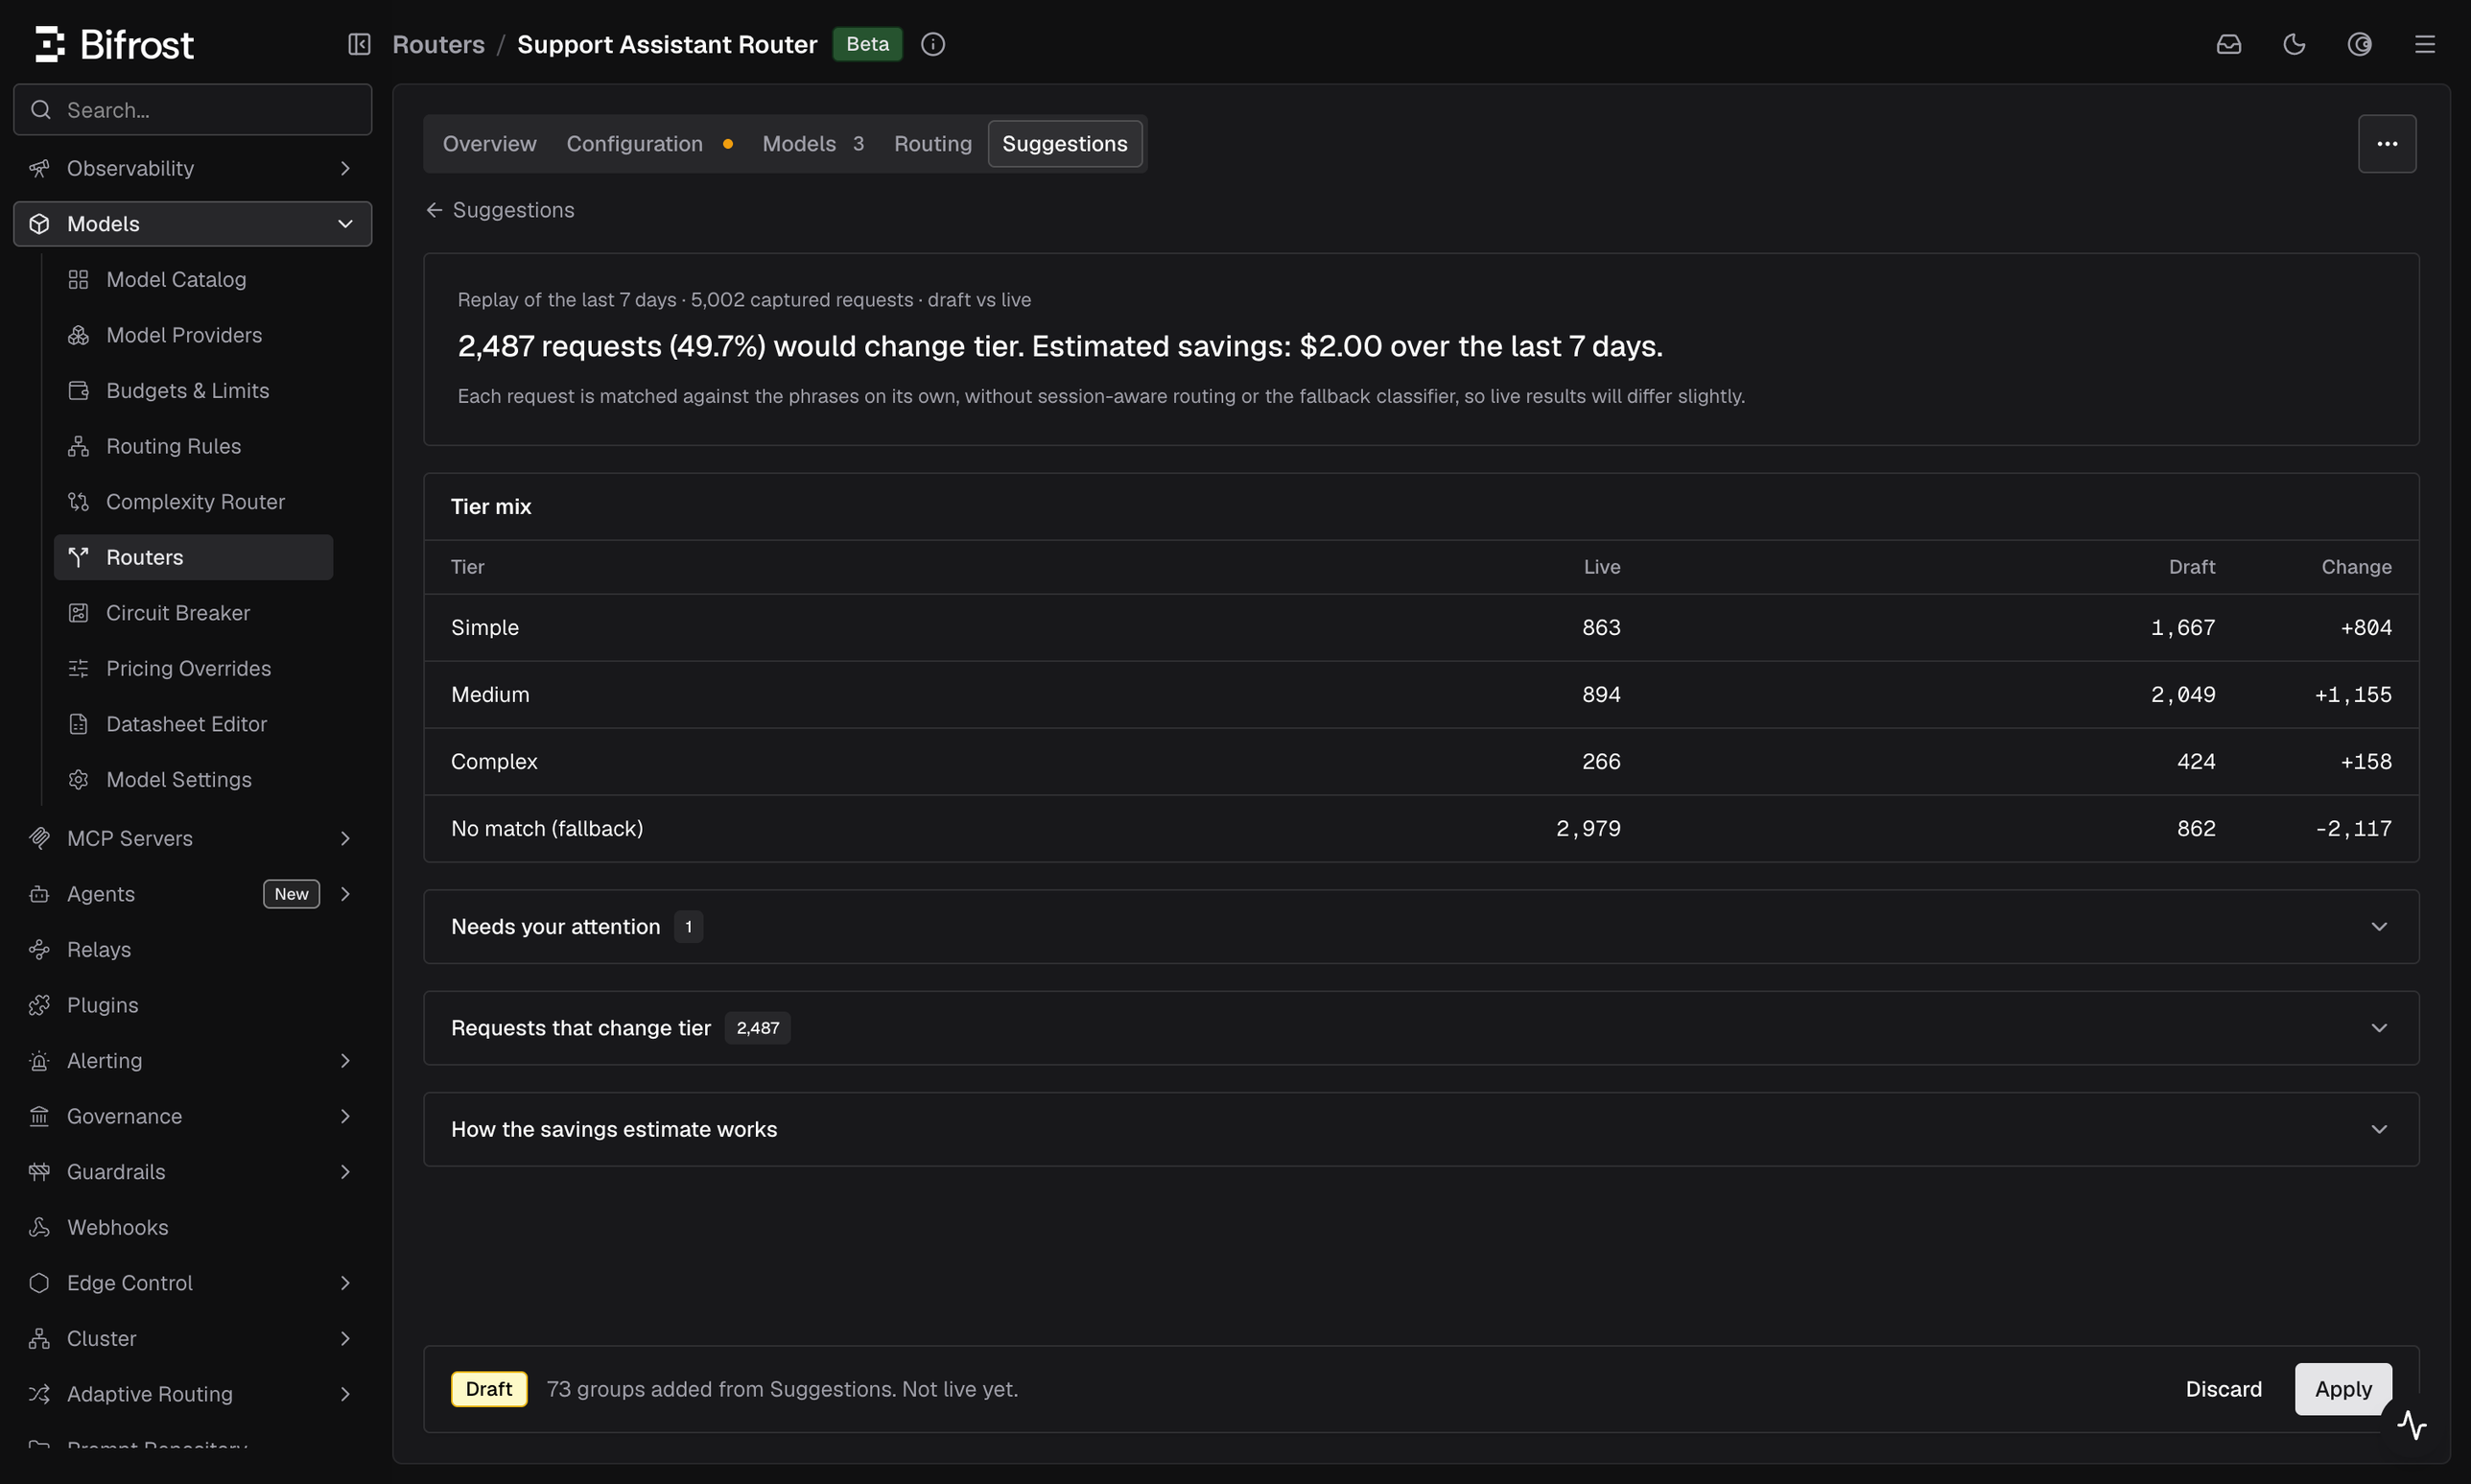 Bifrost
Routers / Support Assistant Router Beta
Search...
Observability
Models
Model Catalog
Model Providers
Budgets & Limits
Routing Rules
Complexity Router
Routers
Circuit Breaker
Pricing Overrides
Datasheet Editor
Model Settings
MCP Servers
Agents New
Relays
Plugins
Alerting
Governance
Guardrails
Webhooks
Edge Control
Cluster
Adaptive Routing
Prompt Repository
Overview Configuration Models 3 Routing Suggestions
Suggestions
Replay of the last 7 days · 5,002 captured requests · draft vs live
2,487 requests (49.7%) would change tier. Estimated savings: $2.00 over the last 7 days.
Each request is matched against the phrases on its own, without session-aware routing or the fallback classifier, so live results will differ slightly.
Tier mix
Tier Live Draft Change
Simple 863 1,667 +804
Medium 894 2,049 +1,155
Complex 266 424 +158
No match (fallback) 2,979 862 -2,117
Needs your attention 1
Requests that change tier 2,487
How the savings estimate works
Draft 73 groups added from Suggestions. Not live yet. Discard Apply